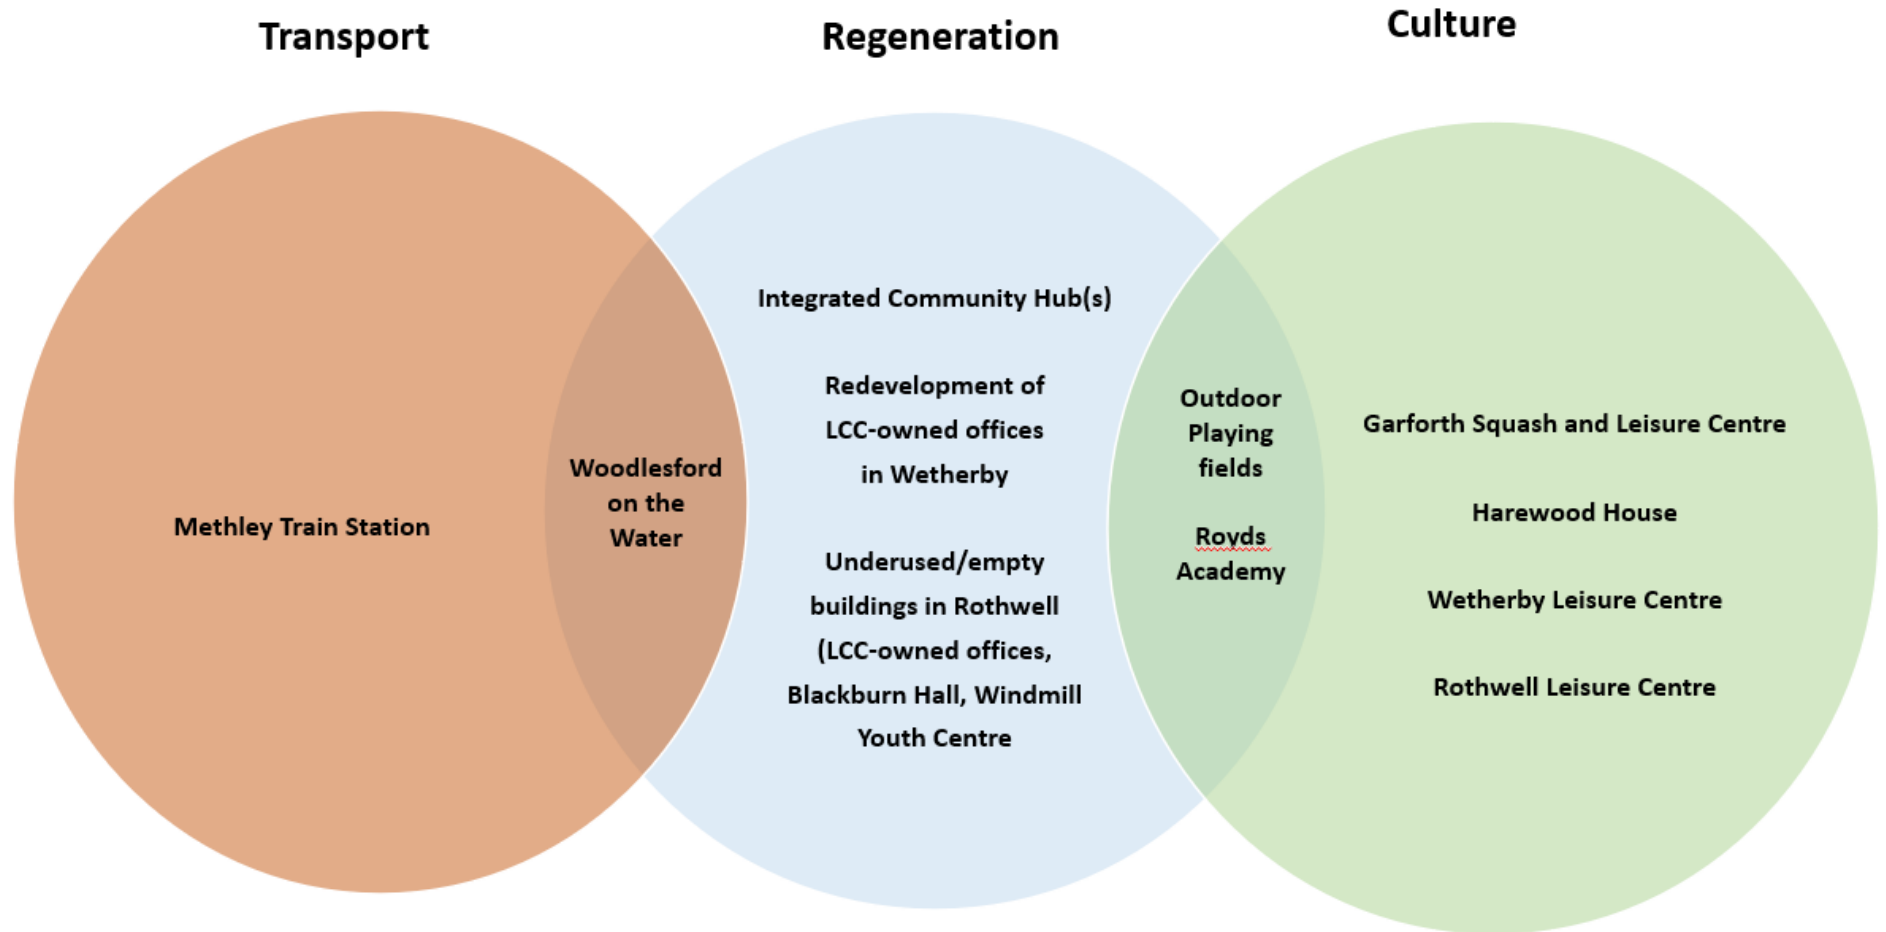 Transport
Regeneration
Culture
Methley Train Station
Woodlesford
on the
Water
Integrated Community Hub(s)
Redevelopment of
LCC-owned offices
in Wetherby
Underused/empty
buildings in Rothwell
(LCC-owned offices,
Blackburn Hall, Windmill
Youth Centre
Outdoor
Playing
fields
Royds
Academy
Garforth Squash and Leisure Centre
Harewood House
Wetherby Leisure Centre
Rothwell Leisure Centre